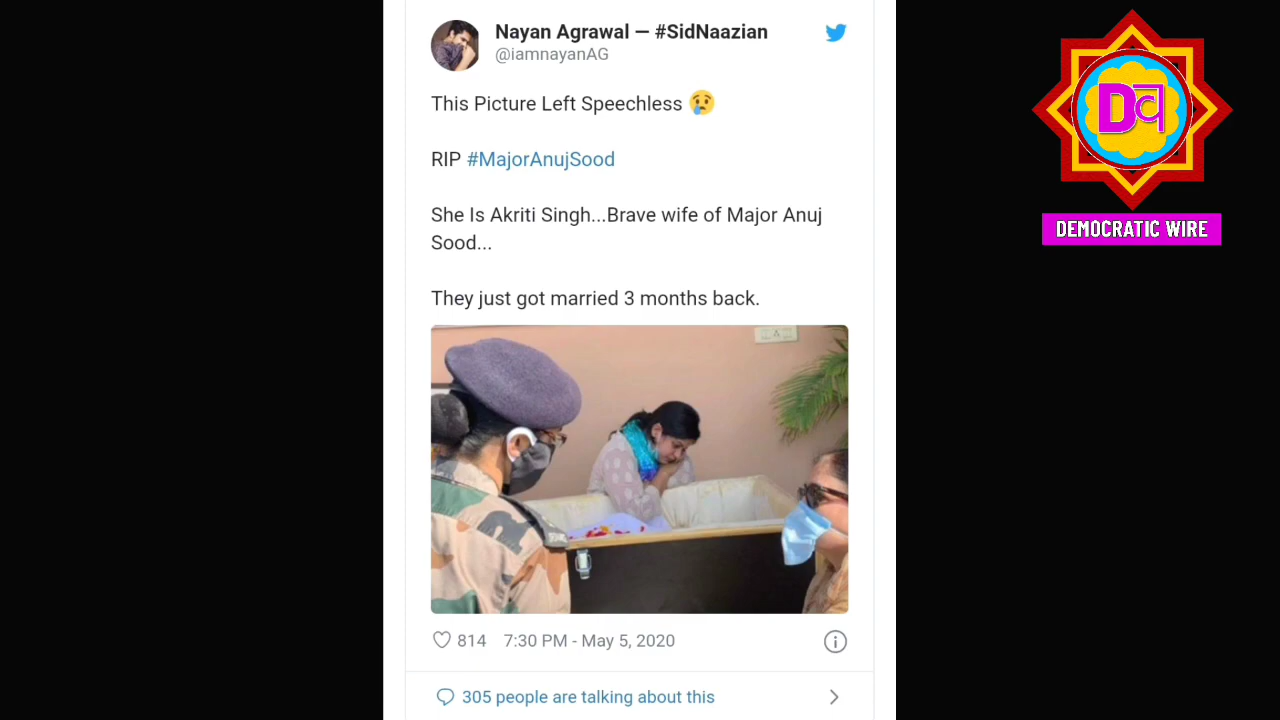 Nayan Agrawal — #SidNaazian
@iamnayanAG
This Picture Left Speechless 😢
RIP #MajorAnujSood
She Is Akriti Singh...Brave wife of Major Anuj
Sood...
They just got married 3 months back.
814 7:30 PM - May 5, 2020
305 people are talking about this
Dव
DEMOCRATIC WIRE